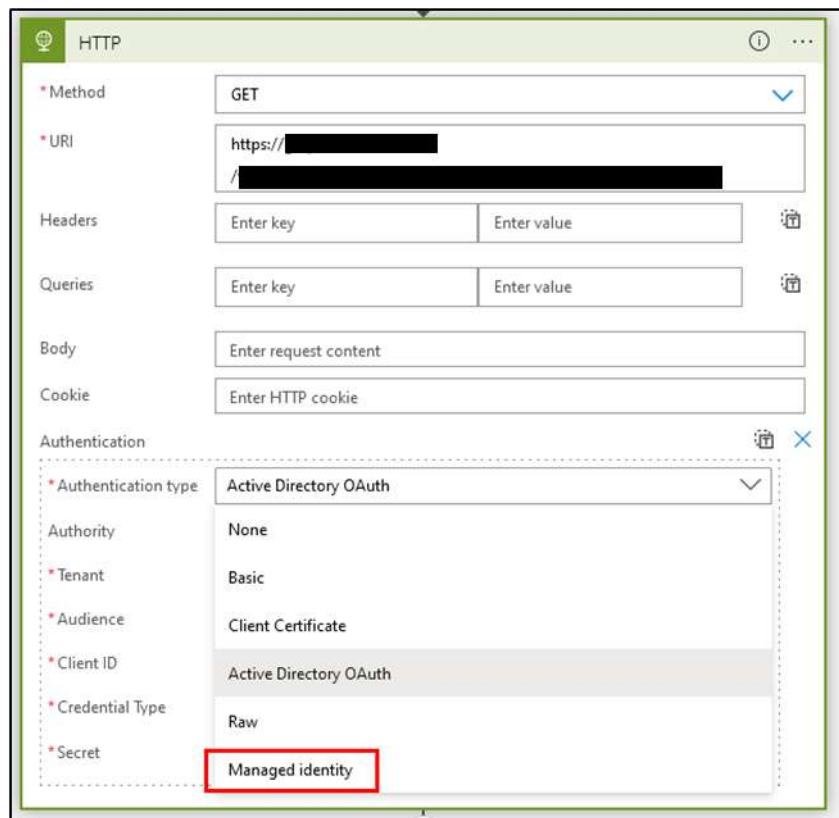 HTTP
* Method GET
* URI https://
/
Headers Enter key Enter value
Queries Enter key Enter value
Body Enter request content
Cookie Enter HTTP cookie
Authentication
* Authentication type Active Directory OAuth
Authority None
* Tenant Basic
* Audience Client Certificate
* Client ID Active Directory OAuth
* Credential Type Raw
* Secret Managed identity